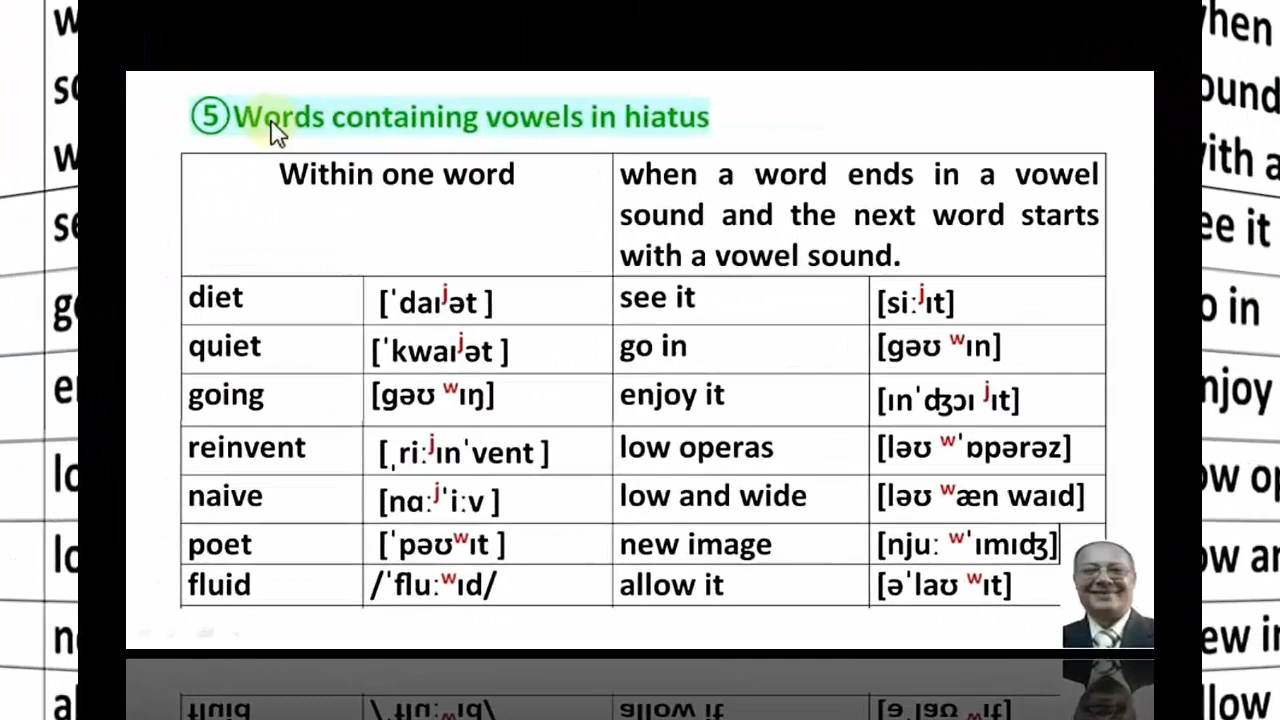 ⑤Words containing vowels in hiatus
Within one word
when a word ends in a vowel
sound and the next word starts
with a vowel sound.
diet [ˈdaɪʲət ] see it [siːʲɪt]
quiet [ˈkwaɪʲət ] go in [gəʊ ʷɪn]
going [gəʊ ʷɪŋ] enjoy it [ɪnˈʤɔɪ ʲɪt]
reinvent [ˌriːʲɪnˈvent ] low operas [ləʊ ʷˈɒpərəz]
naive [nɑːʲˈiːv ] low and wide [ləʊ ʷæn waɪd]
poet [ˈpəʊʷɪt ] new image [njuː ʷˈɪmɪʤ]
fluid /ˈfluːʷɪd/ allow it [əˈlaʊ ʷɪt]